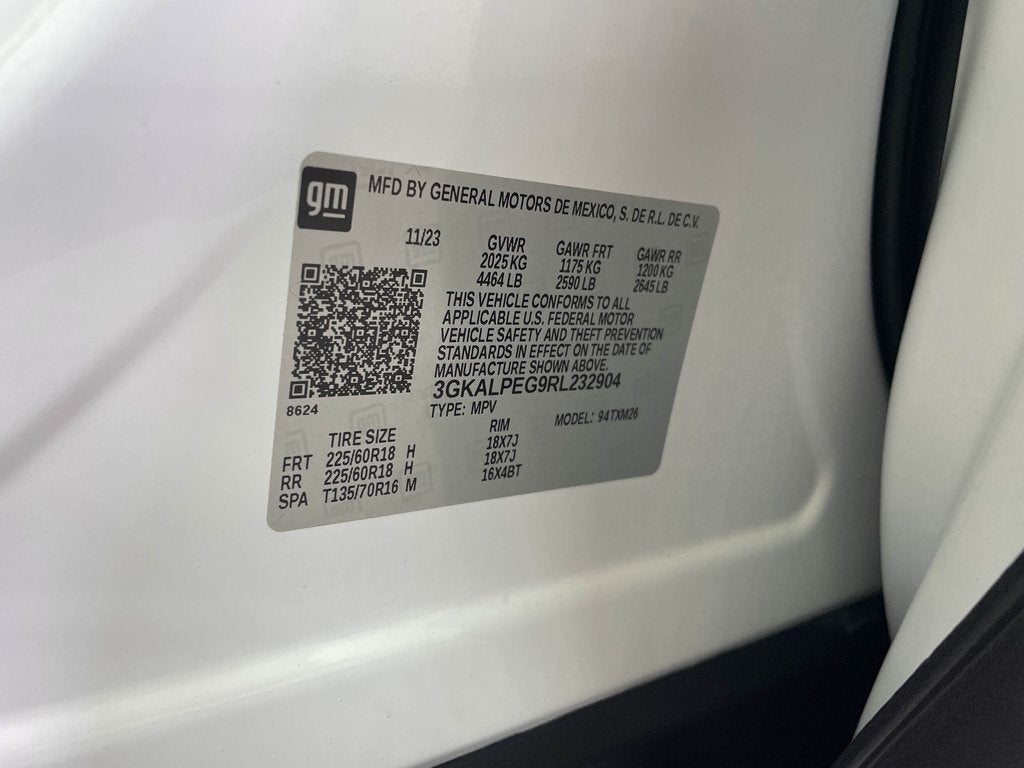 gm
MFD BY GENERAL MOTORS DE MEXICO, S. DE R.L. DE C.V.
11/23 GVWR GAWR FRT GAWR RR
2025 KG 1175 KG 1200 KG
4464 LB 2590 LB 2645 LB
THIS VEHICLE CONFORMS TO ALL
APPLICABLE U.S. FEDERAL MOTOR
VEHICLE SAFETY AND THEFT PREVENTION
STANDARDS IN EFFECT ON THE DATE OF
MANUFACTURE SHOWN ABOVE.
3GKALPEG9RL232904
8624
TYPE: MPV MODEL: 94TXM26
TIRE SIZE RIM
FRT 225/60R18 H 18X7J
RR 225/60R18 H 18X7J
SPA T135/70R16 M 16X4BT